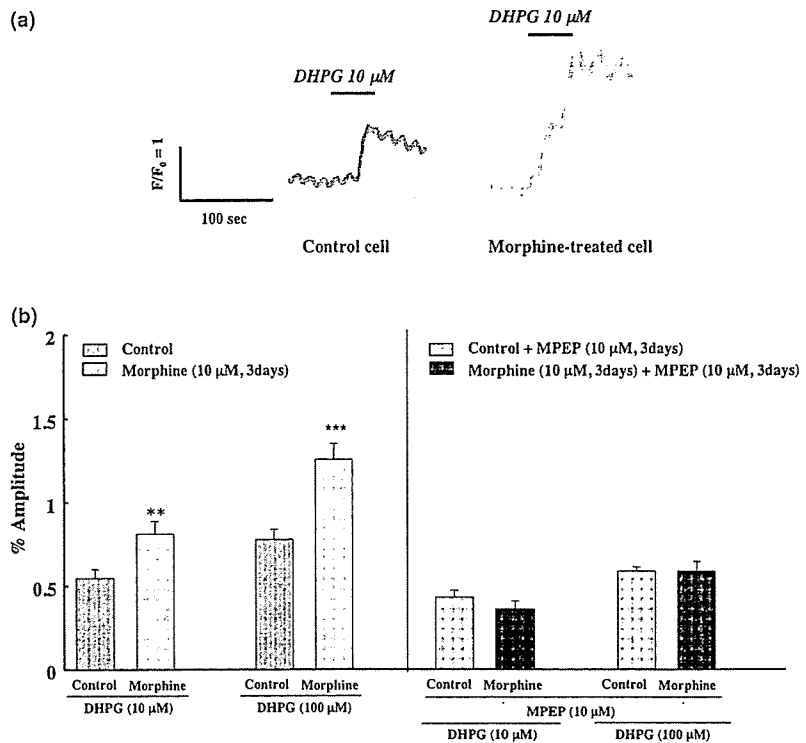 (a)
DHPG 10 µM
DHPG 10 µM
F/F₀ = 1
100 sec
Control cell
Morphine-treated cell
(b)
2
1.5
1
0.5
0
% Amplitude
Control
Morphine (10 µM, 3days)
Control + MPEP (10 µM, 3days)
Morphine (10 µM, 3days) + MPEP (10 µM, 3days)
**
***
Control Morphine Control Morphine Control Morphine Control Morphine
DHPG (10 µM) DHPG (100 µM)
MPEP (10 µM)
DHPG (10 µM) DHPG (100 µM)